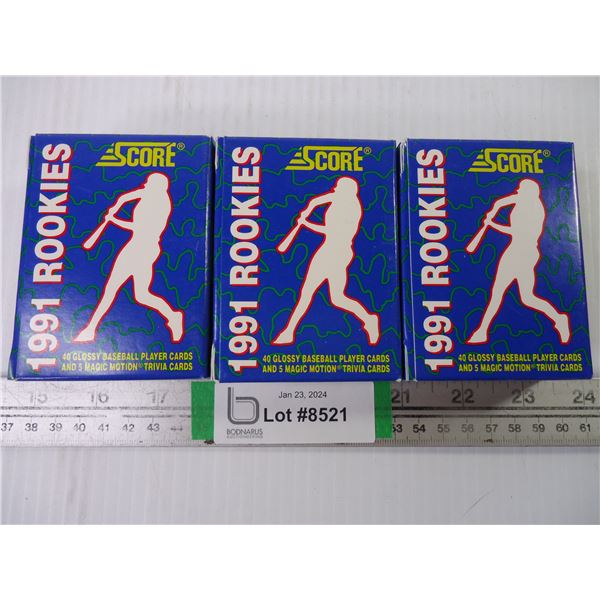 SCORE®
1991 ROOKIES
40 GLOSSY BASEBALL PLAYER CARDS
AND 5 MAGIC MOTION® TRIVIA CARDS
SCORE®
1991 ROOKIES
40 GLOSSY BASEBALL PLAYER CARDS
AND 5 MAGIC MOTION® TRIVIA CARDS
SCORE®
1991 ROOKIES
40 GLOSSY BASEBALL PLAYER CARDS
AND 5 MAGIC MOTION® TRIVIA CARDS
15 16 17 21 22 23 24
Jan 23, 2024
Lot #8521
b
BODNARUS
AUCTIONEERING
37 38 39 40 41 42 43 44 53 54 55 56 57 58 59 60 61